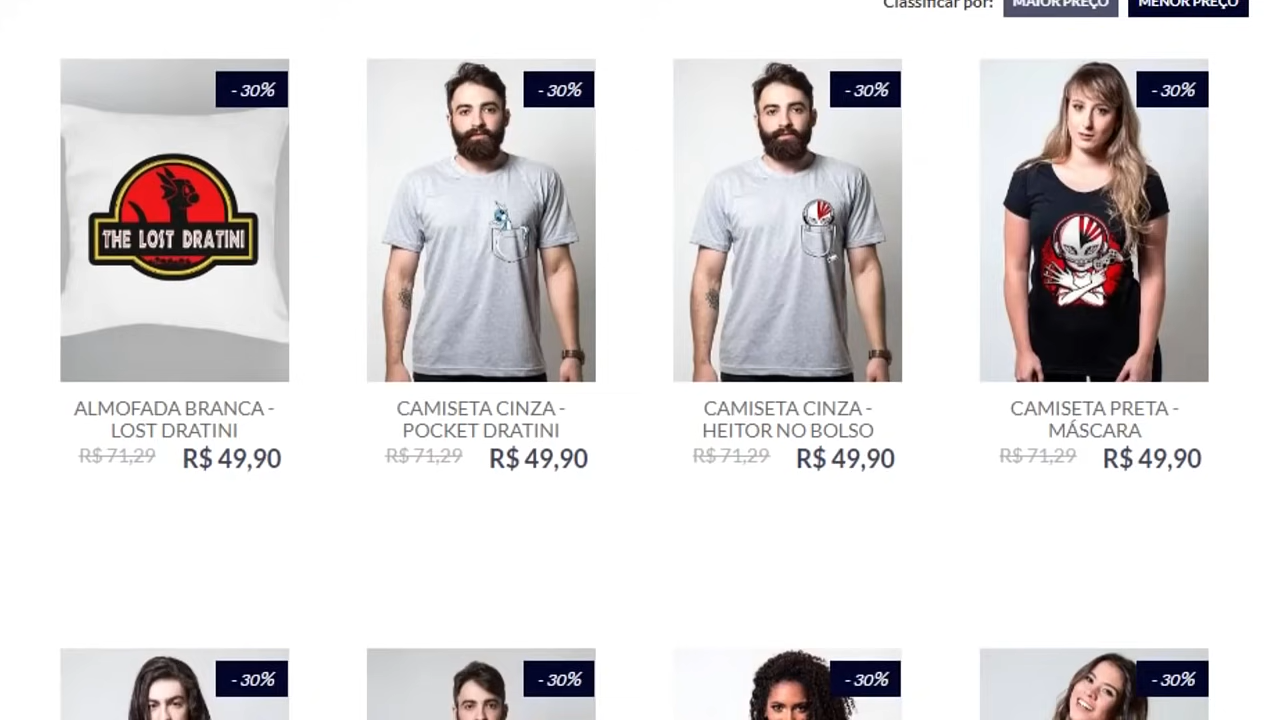 Classificar por: MAIOR PREÇO MENOR PREÇO
- 30% - 30% - 30% - 30%
THE LOST DRATINI
ALMOFADA BRANCA -
LOST DRATINI
R$ 71,29 R$ 49,90
CAMISETA CINZA -
POCKET DRATINI
R$ 71,29 R$ 49,90
CAMISETA CINZA -
HEITOR NO BOLSO
R$ 71,29 R$ 49,90
CAMISETA PRETA -
MÁSCARA
R$ 71,29 R$ 49,90
- 30% - 30% - 30% - 30%